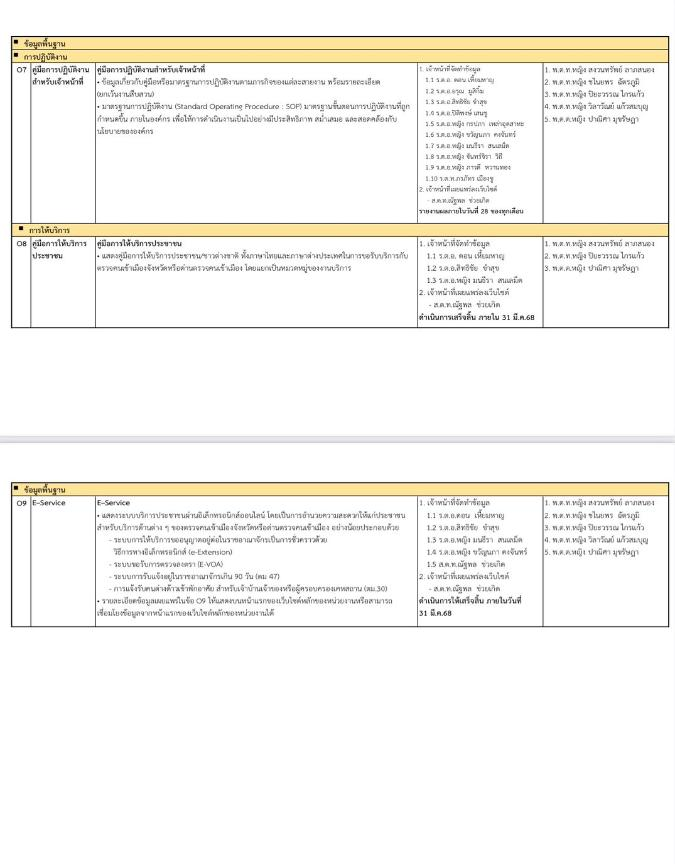 ▪ ข้อมูลพื้นฐาน
▪ การปฏิบัติงาน
O7 คู่มือการปฏิบัติงาน
สำหรับเจ้าหน้าที่
คู่มือการปฏิบัติงานสำหรับเจ้าหน้าที่
• ข้อมูลเกี่ยวกับคู่มือหรือมาตรฐานการปฏิบัติงานตามภารกิจของแต่ละสายงาน พร้อมรายละเอียด
(ยกเว้นงานสืบสวน)
• มาตรฐานการปฏิบัติงาน (Standard Operating Procedure : SOP) มาตรฐานขั้นตอนการปฏิบัติงานที่ถูก
กำหนดขึ้น ภายในองค์กร เพื่อให้การดำเนินงานเป็นไปอย่างมีประสิทธิภาพ สม่ำเสมอ และสอดคล้องกับ
นโยบายขององค์กร
1. เจ้าหน้าที่จัดทำข้อมูล
1.1 ร.ต.อ. ดอน เหี้ยมหาญ
1.2 ร.ต.อ.อรุณ
1.3 ร.ต.อ.สิทธิชัย ขำสุข
1.4 ร.ต.อ.ปิติพงษ์ เสนชู
1.5 ร.ต.อ.หญิง กรปภา เหล่าอุดสาหะ
1.6 ร.ต.อ.หญิง ขวัญนภา คงจันทร์
1.7 ร.ต.อ.หญิง มนธิรา สนเผล็ด
1.8 ร.ต.อ.หญิง จันทร์จิรา วิถี
1.9 ร.ต.อ.หญิง ภารดี หวานทอง
1.10 ร.ต.ท.ภรภัทร เมืองชู
2. เจ้าหน้าที่เผยแพร่ลงเว็บไซต์
- ส.ต.ท.ณัฐพล ช่วยเกิด
รายงานผลภายในวันที่ 28 ของทุกเดือน
1. พ.ต.ท.หญิง สงวนทรัพย์ ลาภสนอง
2. พ.ต.ท.หญิง ชไนยพร ฉัตรภูมิ
3. พ.ต.ท.หญิง ปิยะวรรณ ไกรแก้ว
4. พ.ต.ท.หญิง วิลาวัณย์ แก้วสมบุญ
5. พ.ต.ท.หญิง ปาณิศา มุขรัษฎา
▪ การให้บริการ
O8 คู่มือการให้บริการ
ประชาชน
คู่มือการให้บริการประชาชน
• แสดงคู่มือการให้บริการประชาชน/ชาวต่างชาติ ทั้งภาษาไทยและภาษาต่างประเทศในการขอรับบริการกับ
ตรวจคนเข้าเมืองจังหวัดหรือด่านตรวจคนเข้าเมือง โดยแยกเป็นหมวดหมู่ของงานบริการ
1. เจ้าหน้าที่จัดทำข้อมูล
1.1 ร.ต.อ. ดอน เหี้ยมหาญ
1.2 ร.ต.อ.สิทธิชัย ขำสุข
1.3 ร.ต.อ.หญิง มนธิรา สนเผล็ด
2. เจ้าหน้าที่เผยแพร่ลงเว็บไซต์
- ส.ต.ท.ณัฐพล ช่วยเกิด
ดำเนินการเสร็จสิ้น ภายใน 31 มี.ค.68
1. พ.ต.ท.หญิง สงวนทรัพย์ ลาภสนอง
2. พ.ต.ท.หญิง ปิยะวรรณ ไกรแก้ว
3. พ.ต.ท.หญิง ปาณิศา มุขรัษฎา
▪ ข้อมูลพื้นฐาน
O9 E–Service
E–Service
• แสดงระบบบริการประชาชนผ่านอิเล็กทรอนิกส์ออนไลน์ โดยเป็นการอำนวยความสะดวกให้แก่ประชาชน
สำหรับบริการด้านต่าง ๆ ของตรวจคนเข้าเมืองจังหวัดหรือด่านตรวจคนเข้าเมือง อย่างน้อยประกอบด้วย
- ระบบการให้บริการขออนุญาตอยู่ต่อในราชอาณาจักรเป็นการชั่วคราวด้วย
วิธีการทางอิเล็กทรอนิกส์ (e-Extension)
- ระบบขอรับการตรวจลงตรา (E-VOA)
- ระบบการรับแจ้งอยู่ในราชอาณาจักรเกิน 90 วัน (ตม 47)
- การแจ้งรับคนต่างด้าวเข้าพักอาศัย สำหรับเจ้าบ้านเจ้าของหรือผู้ครอบครองเคหสถาน (ตม.30)
• รายละเอียดข้อมูลเผยแพร่ในข้อ O9 ให้แสดงบนหน้าแรกของเว็บไซต์หลักของหน่วยงานหรือสามารถ
เชื่อมโยงข้อมูลจากหน้าแรกของเว็บไซต์หลักของหน่วยงานได้
1. เจ้าหน้าที่จัดทำข้อมูล
1.1 ร.ต.อ.ดอน เหี้ยมหาญ
1.2 ร.ต.อ.สิทธิชัย ขำสุข
1.3 ร.ต.อ.หญิง มนธิรา สนเผล็ด
1.4 ร.ต.อ.หญิง ขวัญนภา คงจันทร์
1.5 ส.ต.ท.ณัฐพล ช่วยเกิด
2. เจ้าหน้าที่เผยแพร่ลงเว็บไซต์
- ส.ต.ท.ณัฐพล ช่วยเกิด
ดำเนินการให้เสร็จสิ้น ภายในวันที่
31 มี.ค.68
1. พ.ต.ท.หญิง สงวนทรัพย์ ลาภสนอง
2. พ.ต.ท.หญิง ชไนยพร ฉัตรภูมิ
3. พ.ต.ท.หญิง ปิยะวรรณ ไกรแก้ว
4. พ.ต.ท.หญิง วิลาวัณย์ แก้วสมบุญ
5. พ.ต.ท.หญิง ปาณิศา มุขรัษฎา